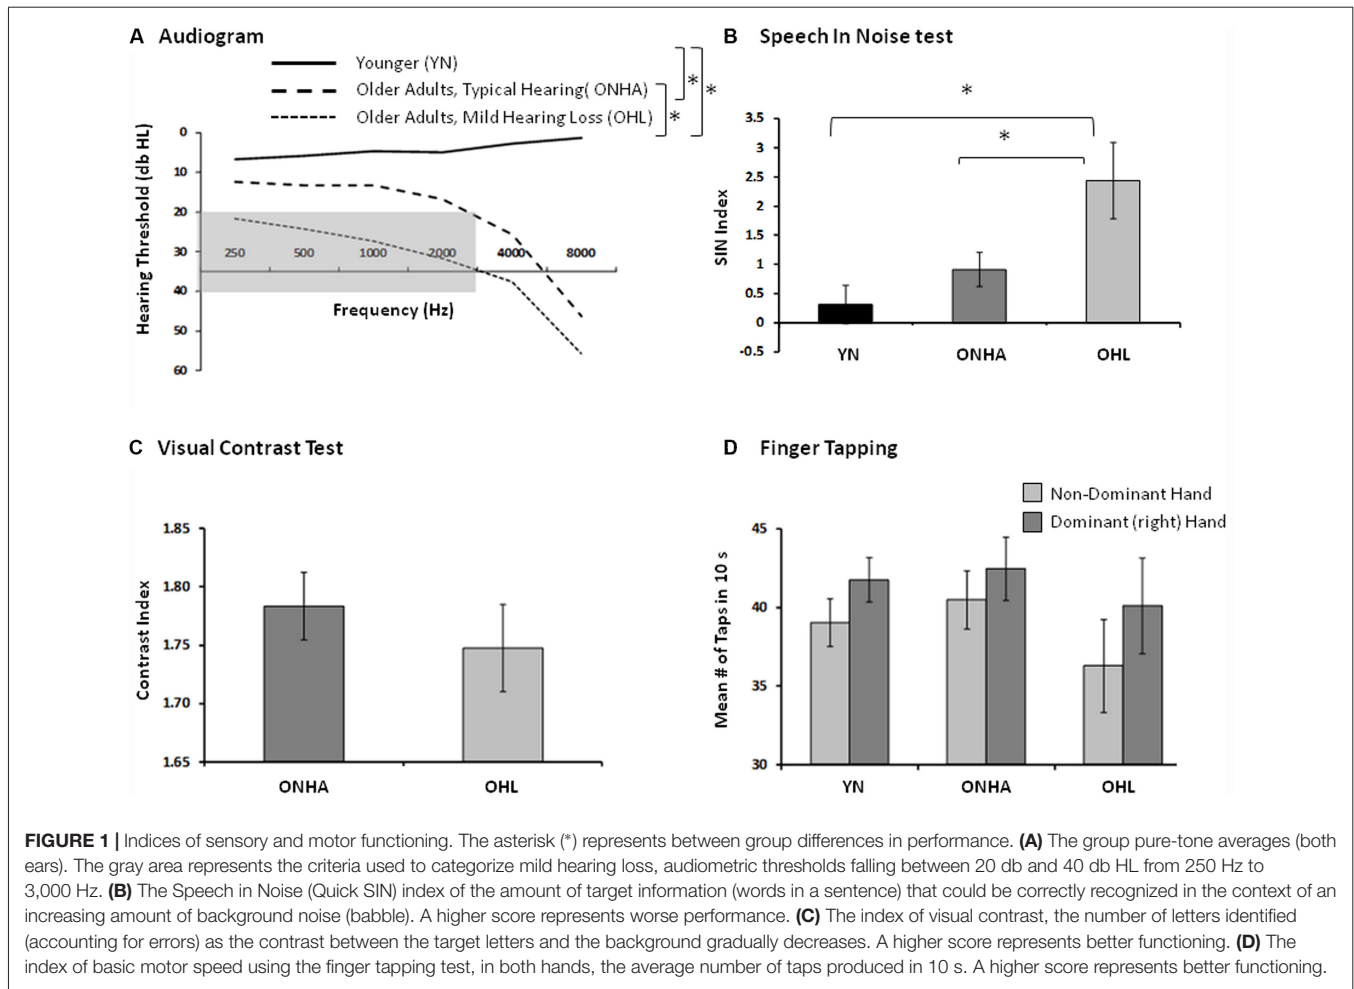 A Audiogram
Younger (YN)
Older Adults, Typical Hearing( ONHA)
Older Adults, Mild Hearing Loss (OHL)
*
*
*
Hearing Threshold (db HL)
0
10
20
30
40
50
60
250 500 1000 2000 4000 8000
Frequency (Hz)
B Speech In Noise test
*
*
SIN Index
3.5
3
2.5
2
1.5
1
0.5
0
-0.5
YN ONHA OHL
C Visual Contrast Test
Contrast Index
1.85
1.80
1.75
1.70
1.65
ONHA OHL
D Finger Tapping
Non-Dominant Hand
Dominant (right) Hand
Mean # of Taps in 10 s
45
40
35
30
YN ONHA OHL
FIGURE 1 | Indices of sensory and motor functioning. The asterisk (*) represents between group differences in performance. (A) The group pure-tone averages (both
ears). The gray area represents the criteria used to categorize mild hearing loss, audiometric thresholds falling between 20 db and 40 db HL from 250 Hz to
3,000 Hz. (B) The Speech in Noise (Quick SIN) index of the amount of target information (words in a sentence) that could be correctly recognized in the context of an
increasing amount of background noise (babble). A higher score represents worse performance. (C) The index of visual contrast, the number of letters identified
(accounting for errors) as the contrast between the target letters and the background gradually decreases. A higher score represents better functioning. (D) The
index of basic motor speed using the finger tapping test, in both hands, the average number of taps produced in 10 s. A higher score represents better functioning.